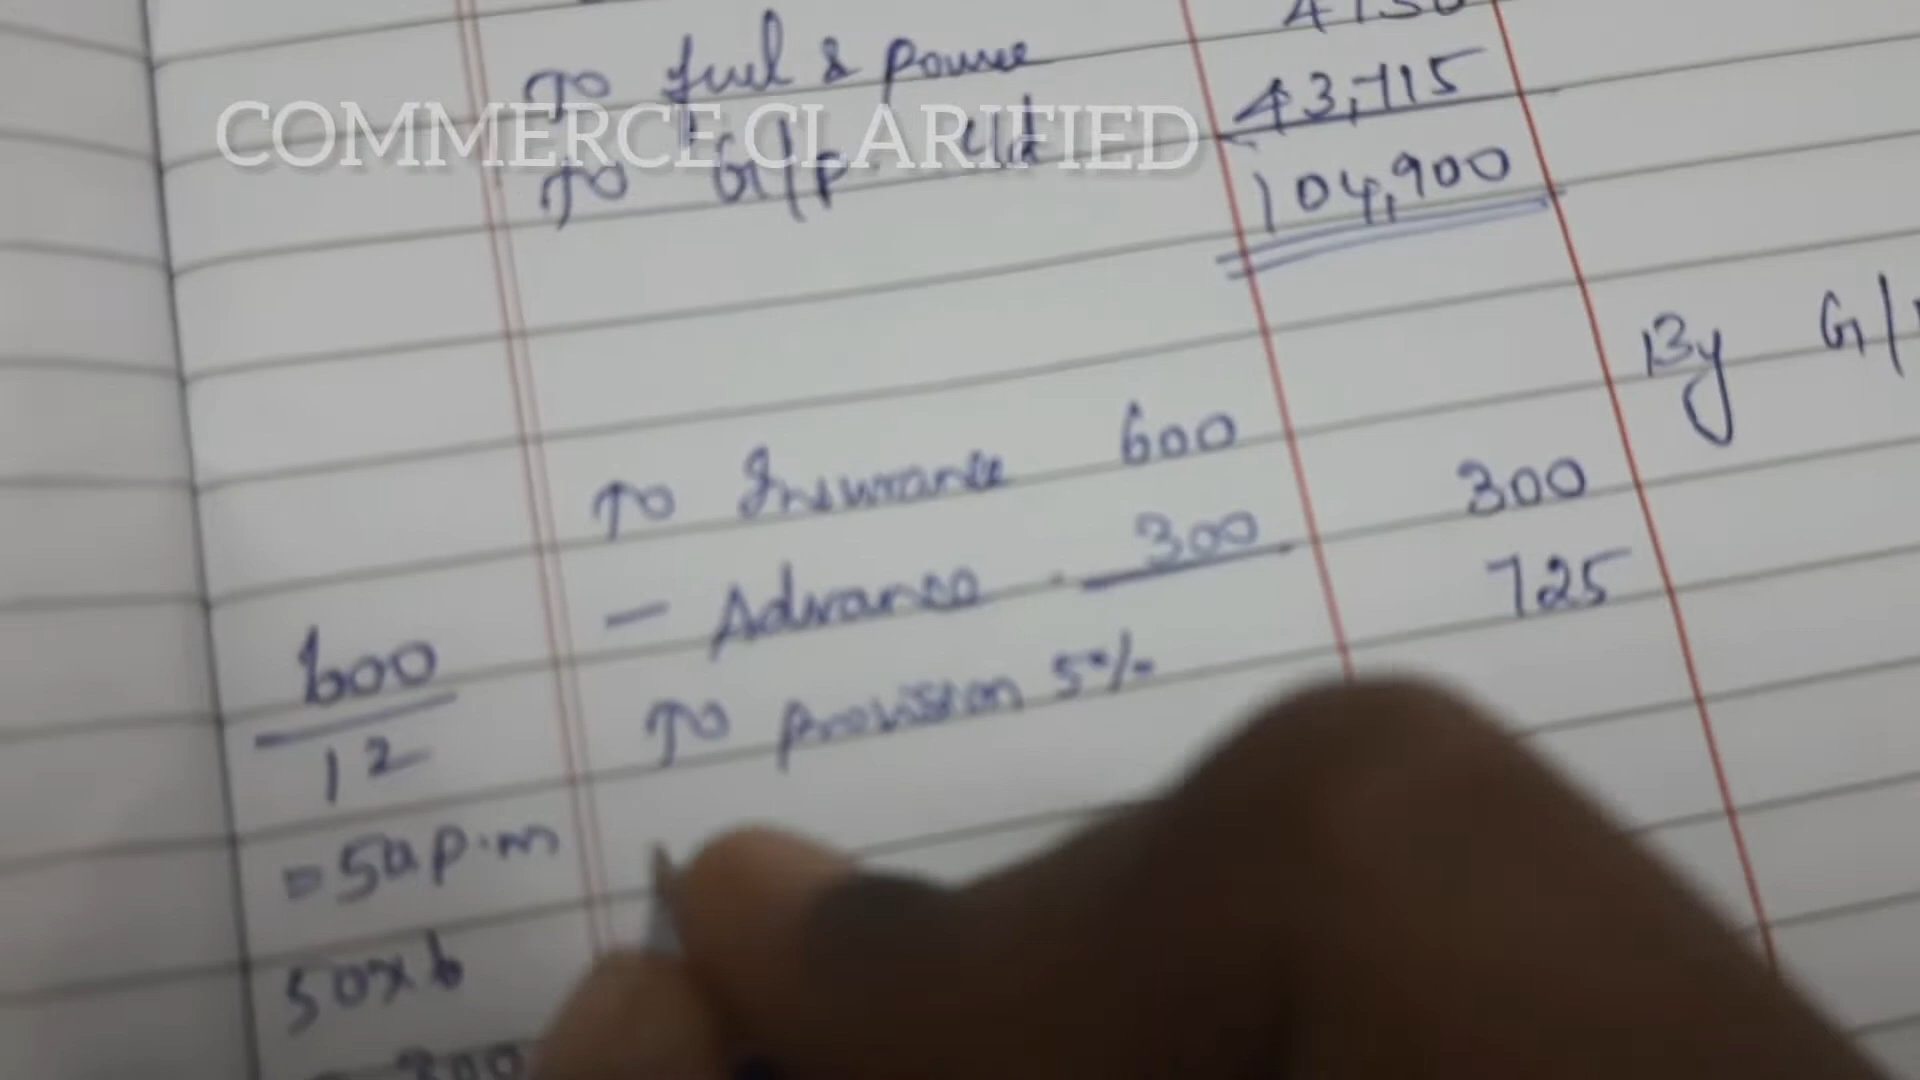 To fuel & power
43,715
COMMERCE CLARIFIED
To G/p c/d
104,900
By
To Insurance 600
300
- Advance 300
725
600
To provision 5%
12
= 50 p.m
50x6
300